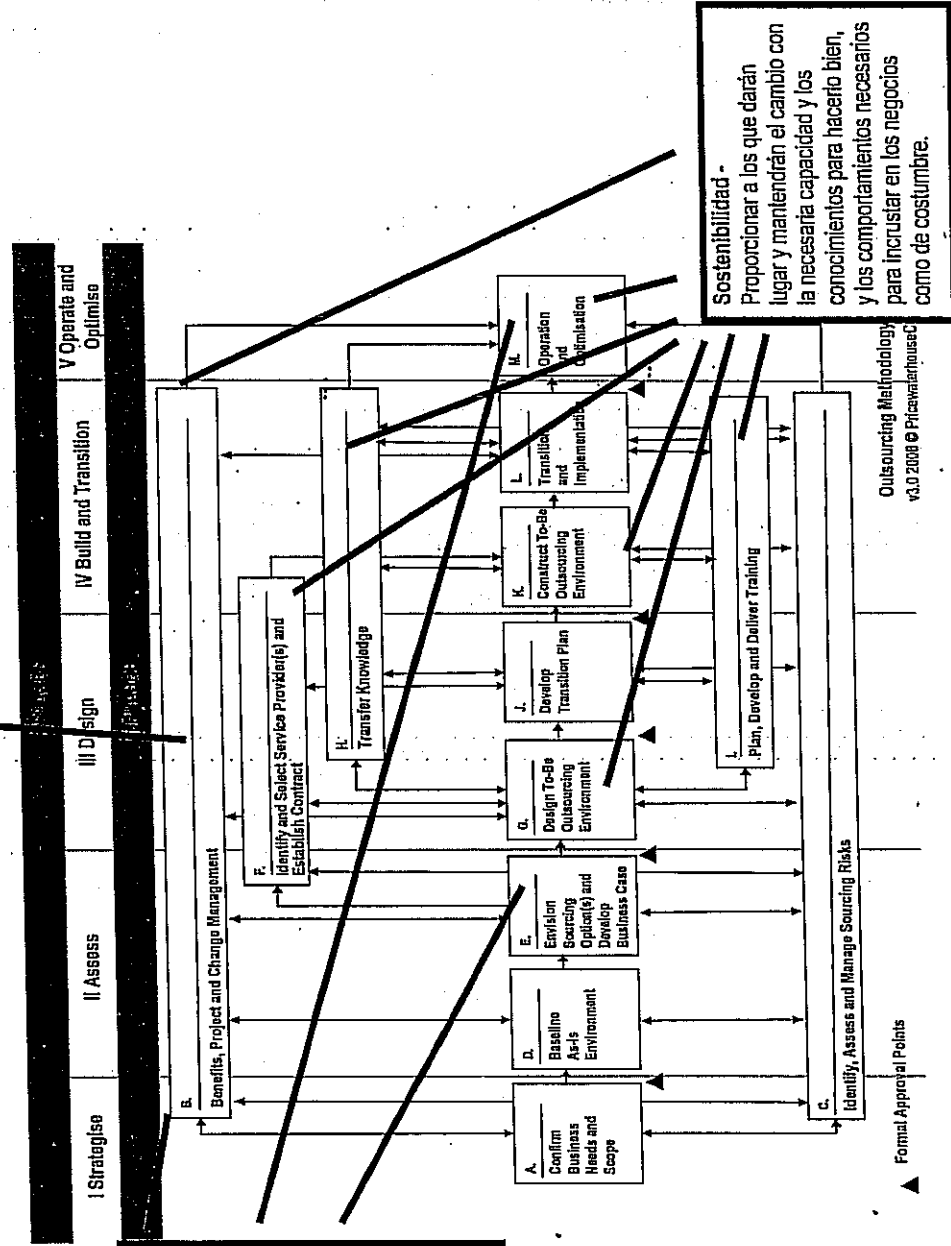 I Strategise
II Assess
III Design
IV Build and Transition
V Operate and
Optimise
B.
Benefits, Project and Change Management
F.
Identify and Select Service Provider(s) and
Establish Contract
H.
Transfer Knowledge
A.
Confirm
Business
Needs and
Scope
D.
Baseline
As-Is
Environment
E.
Envision
Sourcing
Option(s) and
Develop
Business Case
G.
Design To-Be
Outsourcing
Environment
J.
Develop
Transition Plan
K.
Construct To-Be
Outsourcing
Environment
L.
Transition
and
Implementation
M.
Operation
and
Optimisation
I.
Plan, Develop and Deliver Training
C.
Identify, Assess and Manage Sourcing Risks
Formal Approval Points
Outsourcing Methodology
v3.0 2008 © PricewaterhouseC
Sostenibilidad -
Proporcionar a los que darán
lugar y mantendrán el cambio con
la necesaria capacidad y los
conocimientos para hacerlo bien,
y los comportamientos necesarios
para incrustar en los negocios
como de costumbre.